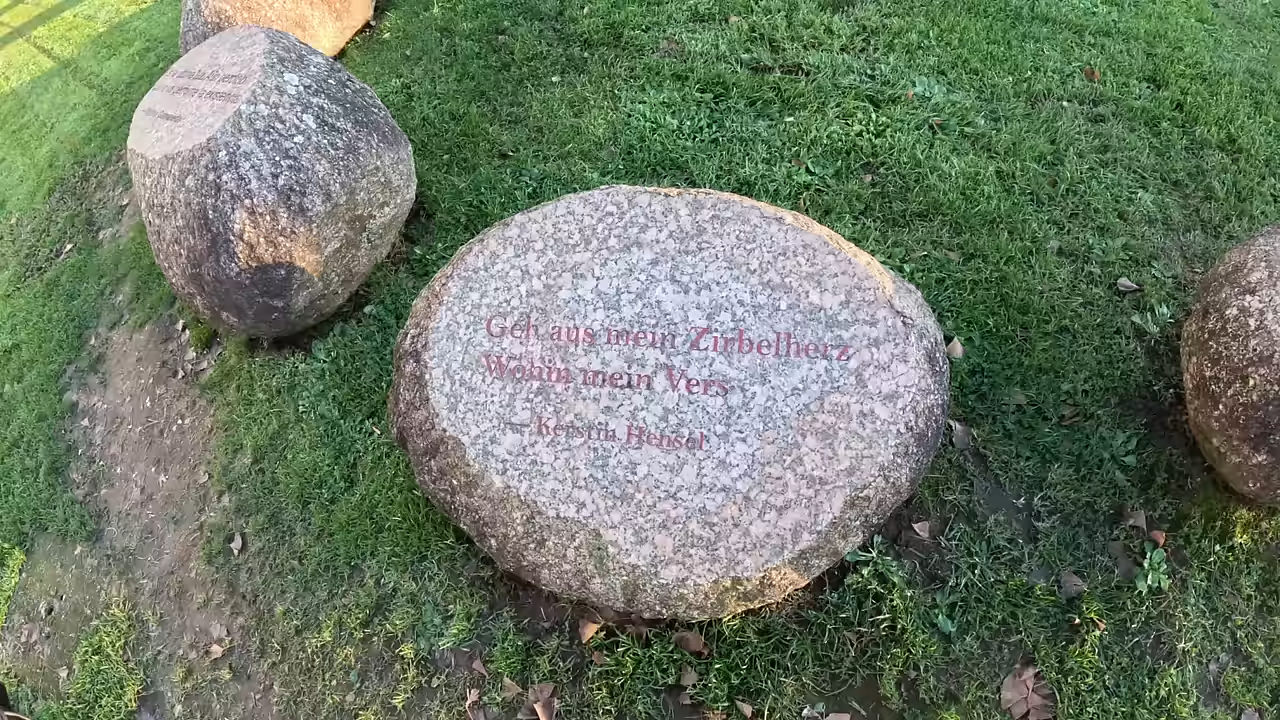 Geh aus mein Zirbelherz
Wohin mein Vers
— Kerstin Hensel